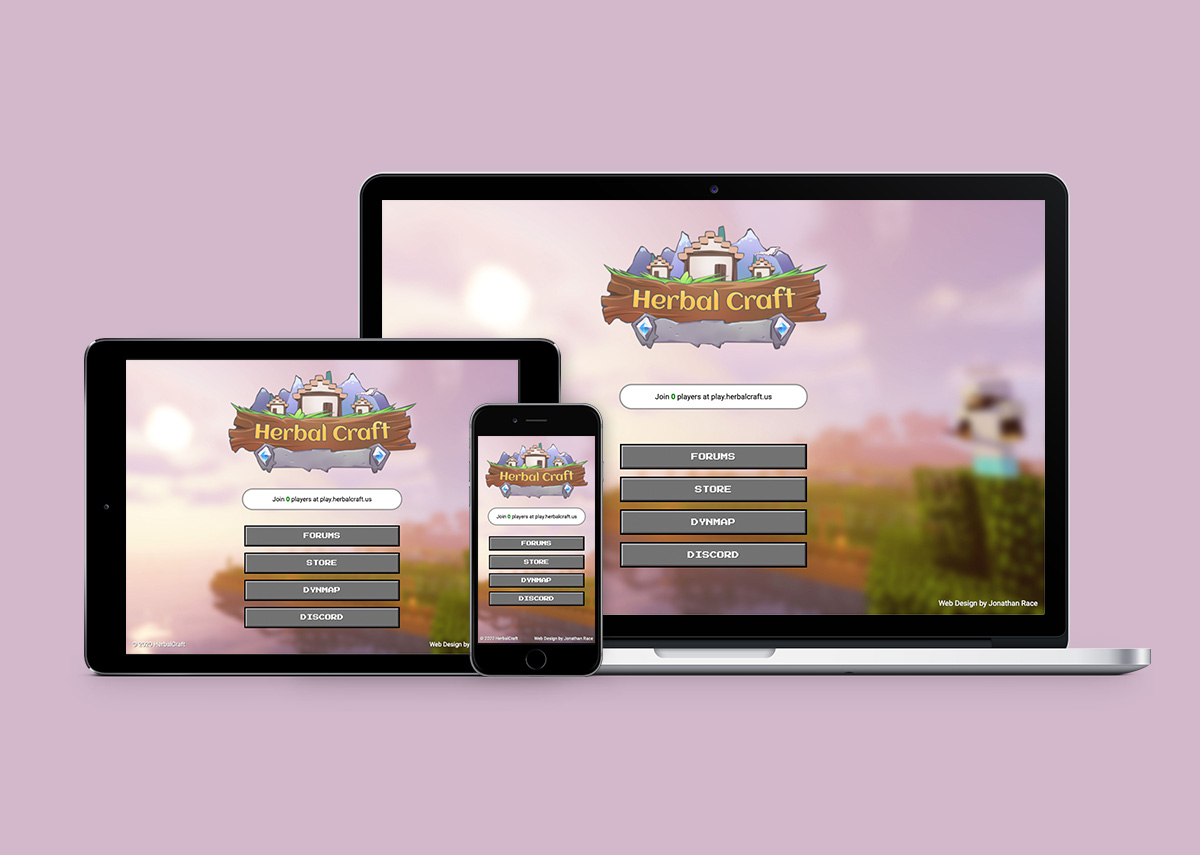 Herbal Craft
Join 0 players at play.herbalcraft.us
FORUMS
STORE
DYNMAP
DISCORD
Web Design by Jonathan Race
Herbal Craft
Join 0 players at play.herbalcraft.us
FORUMS
STORE
DYNMAP
DISCORD
© 2020 HerbalCraft
Web Design by
Herbal Craft
Join 0 players at play.herbalcraft.us
FORUMS
STORE
DYNMAP
DISCORD
© 2020 HerbalCraft
Web Design by Jonathan Race